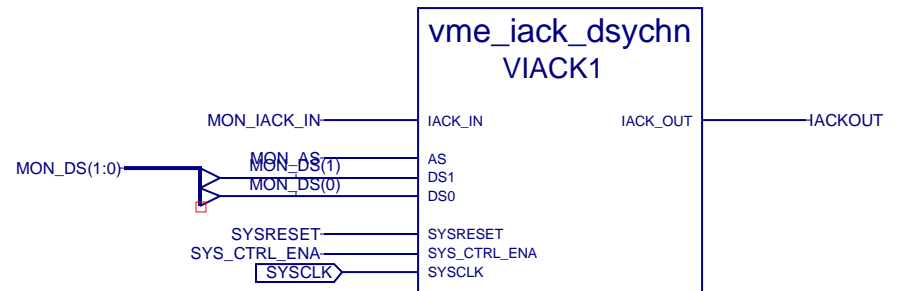 vme_iack_dsychn
VIACK1
MON_IACK_IN
IACK_IN
IACK_OUT
IACKOUT
MON_AS
AS
MON_DS(1:0)
MON_DS(1)
DS1
MON_DS(0)
DS0
SYSRESET
SYSRESET
SYS_CTRL_ENA
SYS_CTRL_ENA
SYSCLK
SYSCLK